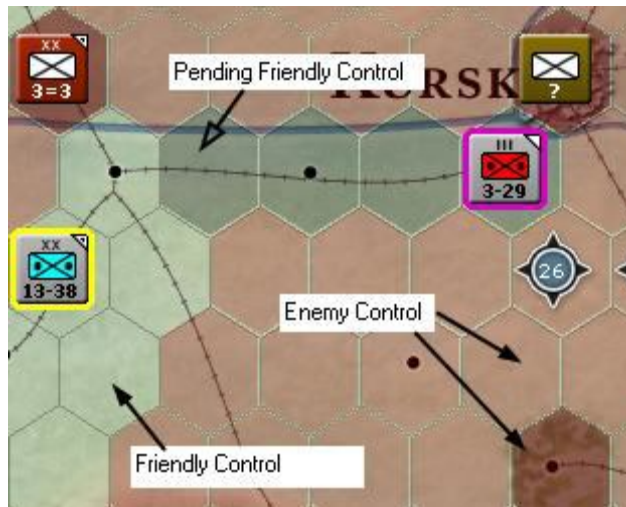 XX
3=3
Pending Friendly Control
KURSK
?
III
3-29
XX
13-38
26
Enemy Control
Friendly Control